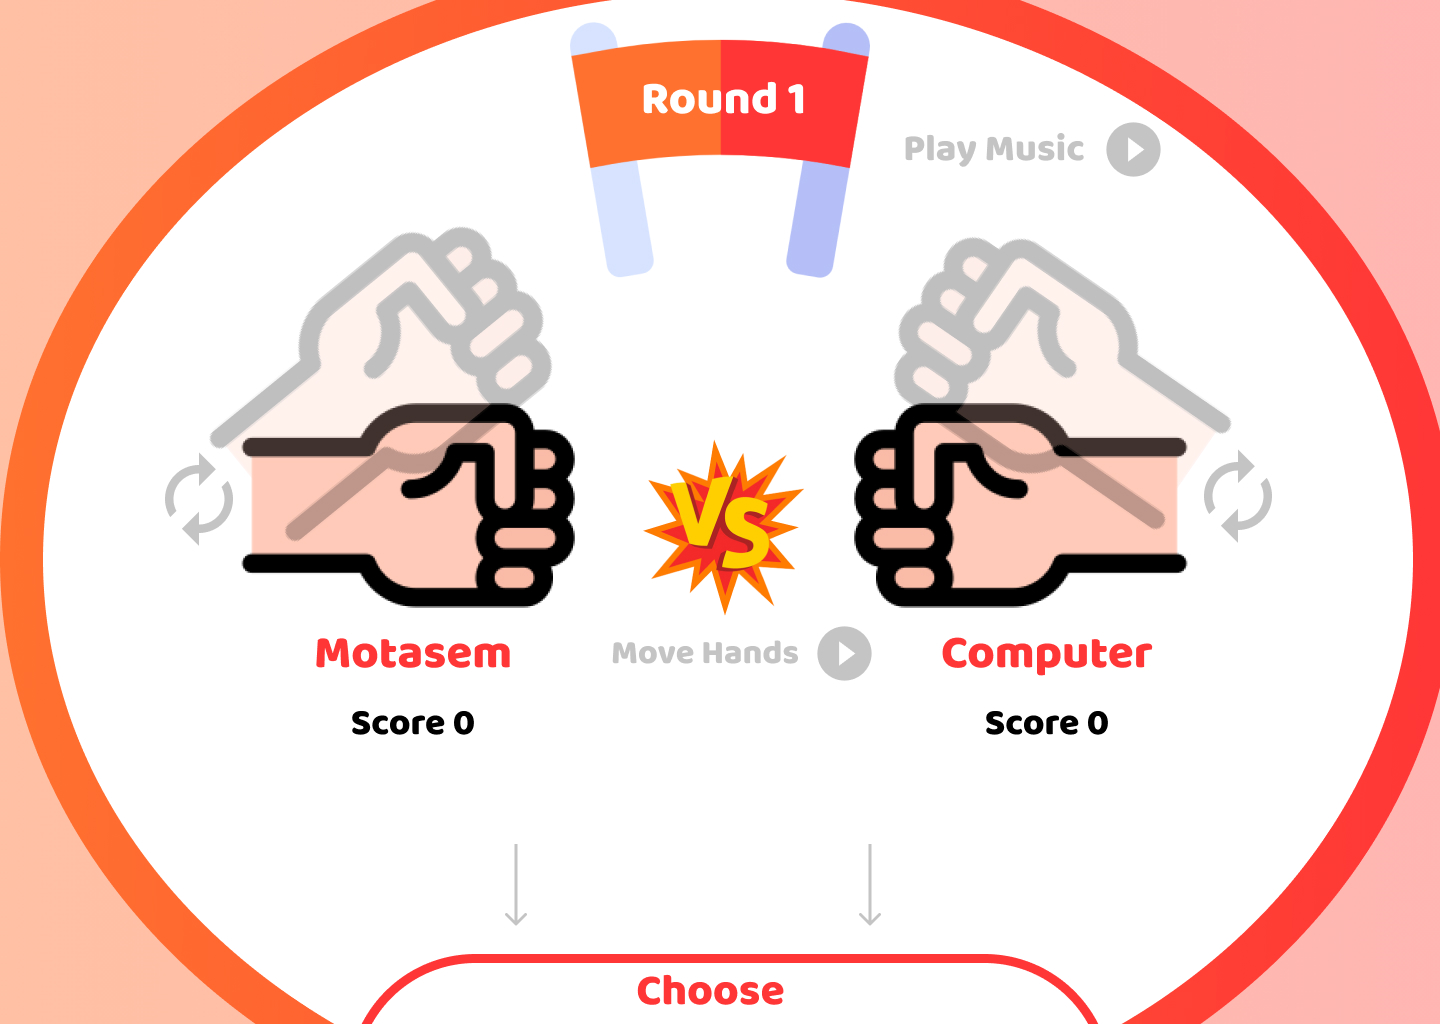 Round 1
Play Music
VS
Motasem
Move Hands
Computer
Score 0
Score 0
Choose